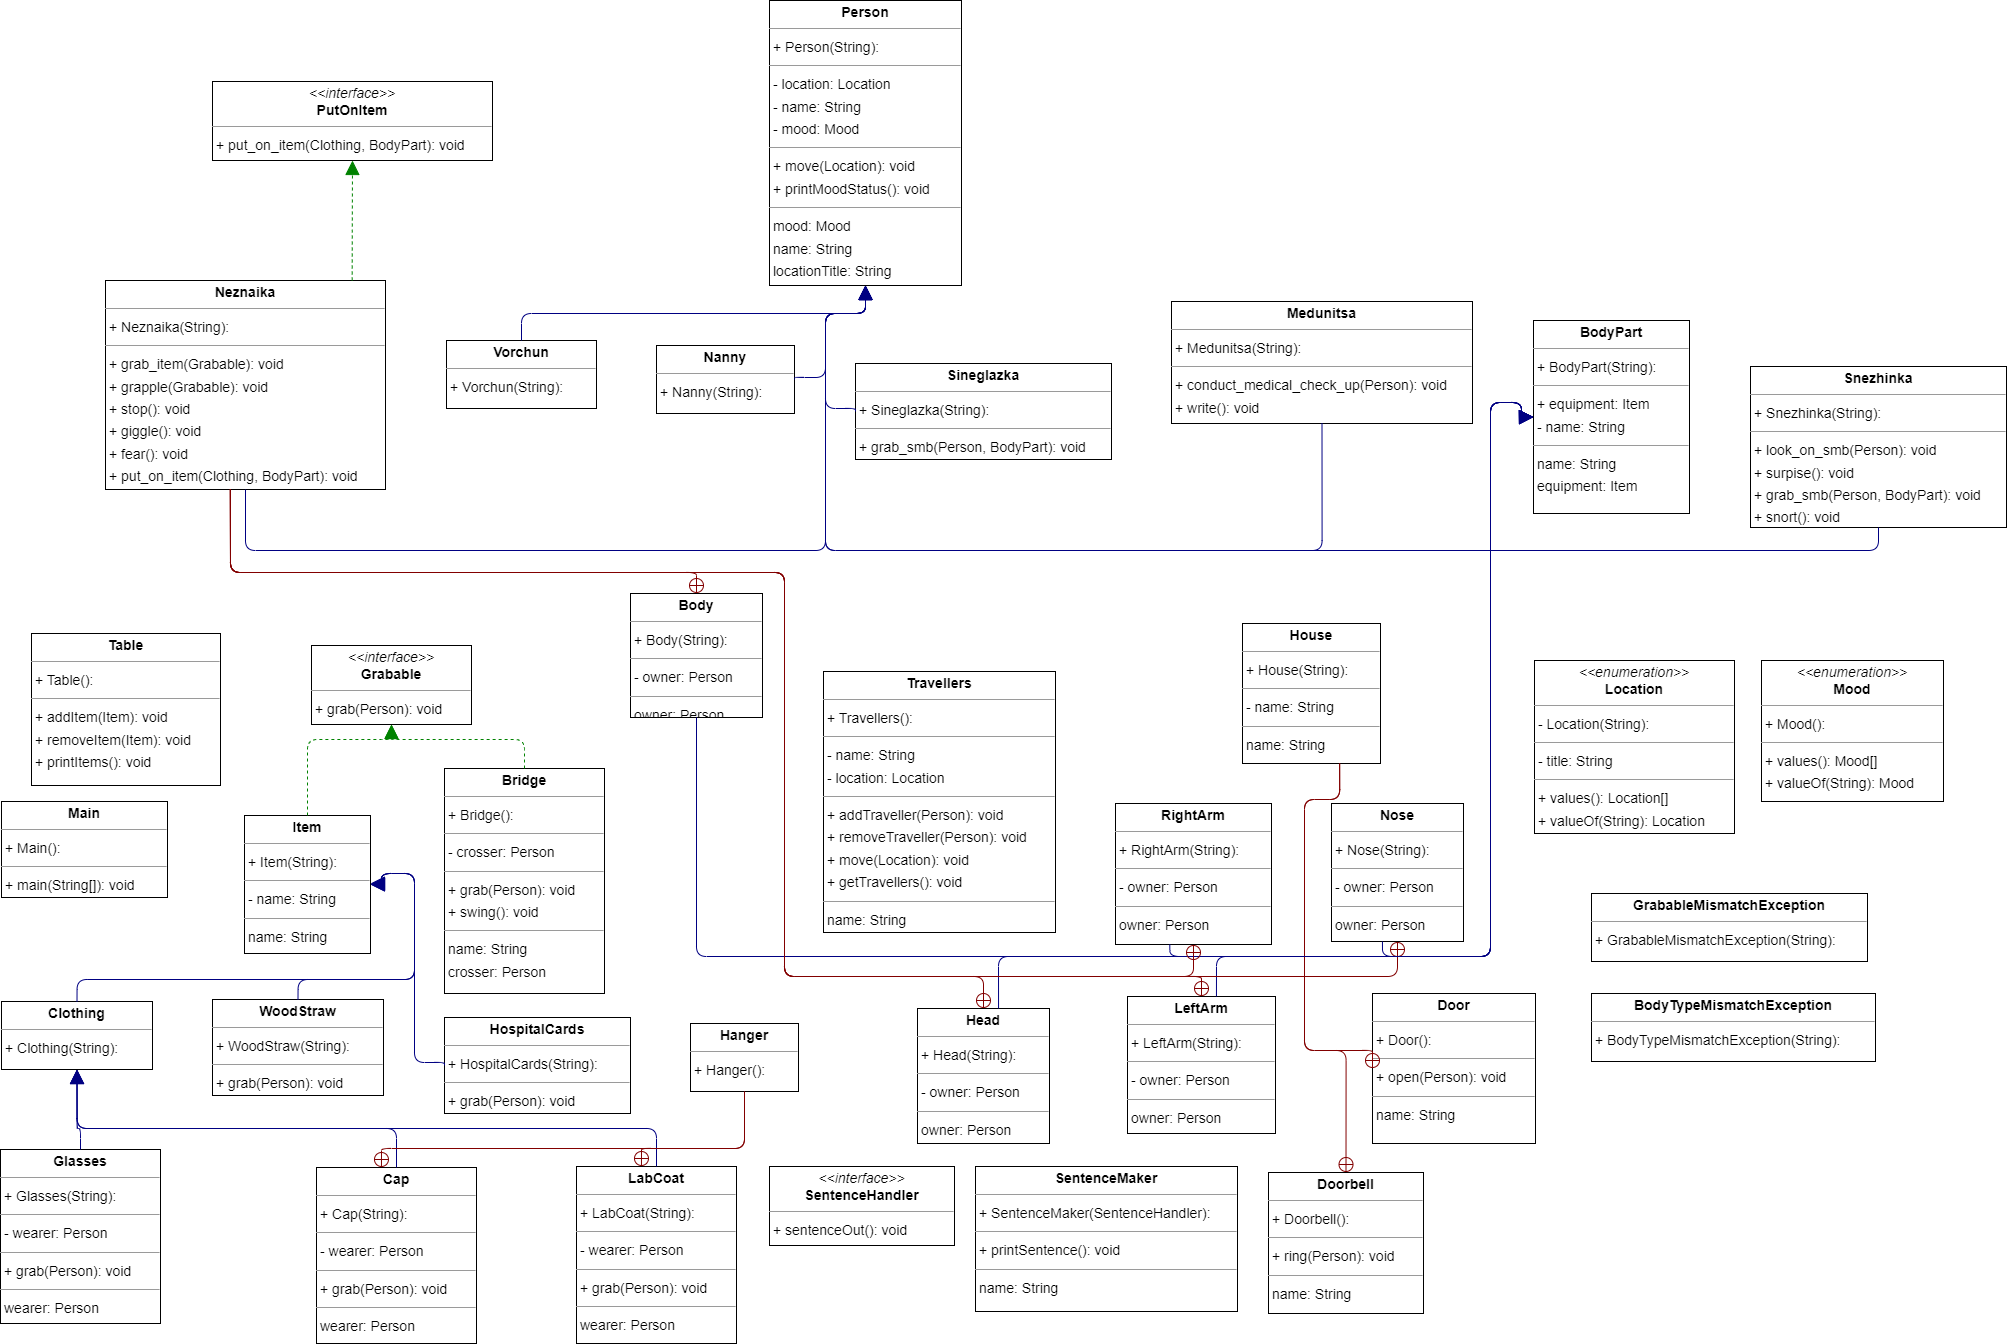 Person
+ Person(String):
- location: Location
- name: String
- mood: Mood
+ move(Location): void
+ printMoodStatus(): void
mood: Mood
name: String
locationTitle: String
<<interface>>
PutOnItem
+ put_on_item(Clothing, BodyPart): void
Neznaika
+ Neznaika(String):
+ grab_item(Grabable): void
+ grapple(Grabable): void
+ stop(): void
+ giggle(): void
+ fear(): void
+ put_on_item(Clothing, BodyPart): void
Vorchun
+ Vorchun(String):
Nanny
+ Nanny(String):
Sineglazka
+ Sineglazka(String):
+ grab_smb(Person, BodyPart): void
Medunitsa
+ Medunitsa(String):
+ conduct_medical_check_up(Person): void
+ write(): void
BodyPart
+ BodyPart(String):
+ equipment: Item
- name: String
name: String
equipment: Item
Snezhinka
+ Snezhinka(String):
+ look_on_smb(Person): void
+ surpise(): void
+ grab_smb(Person, BodyPart): void
+ snort(): void
Table
+ Table():
+ addItem(Item): void
+ removeItem(Item): void
+ printItems(): void
<<interface>>
Grabable
+ grab(Person): void
Body
+ Body(String):
- owner: Person
owner: Person
Travellers
+ Travellers():
- name: String
- location: Location
+ addTraveller(Person): void
+ removeTraveller(Person): void
+ move(Location): void
+ getTravellers(): void
name: String
House
+ House(String):
- name: String
name: String
<<enumeration>>
Location
- Location(String):
- title: String
+ values(): Location[]
+ valueOf(String): Location
<<enumeration>>
Mood
+ Mood():
+ values(): Mood[]
+ valueOf(String): Mood
Main
+ Main():
+ main(String[]): void
Item
+ Item(String):
- name: String
name: String
Bridge
+ Bridge():
- crosser: Person
+ grab(Person): void
+ swing(): void
name: String
crosser: Person
RightArm
+ RightArm(String):
- owner: Person
owner: Person
Nose
+ Nose(String):
- owner: Person
owner: Person
GrabableMismatchException
+ GrabableMismatchException(String):
Clothing
+ Clothing(String):
WoodStraw
+ WoodStraw(String):
+ grab(Person): void
HospitalCards
+ HospitalCards(String):
+ grab(Person): void
Hanger
+ Hanger():
Head
+ Head(String):
- owner: Person
owner: Person
LeftArm
+ LeftArm(String):
- owner: Person
owner: Person
Door
+ Door():
+ open(Person): void
name: String
BodyTypeMismatchException
+ BodyTypeMismatchException(String):
Glasses
+ Glasses(String):
- wearer: Person
+ grab(Person): void
wearer: Person
Cap
+ Cap(String):
- wearer: Person
+ grab(Person): void
wearer: Person
LabCoat
+ LabCoat(String):
- wearer: Person
+ grab(Person): void
wearer: Person
<<interface>>
SentenceHandler
+ sentenceOut(): void
SentenceMaker
+ SentenceMaker(SentenceHandler):
+ printSentence(): void
name: String
Doorbell
+ Doorbell():
+ ring(Person): void
name: String